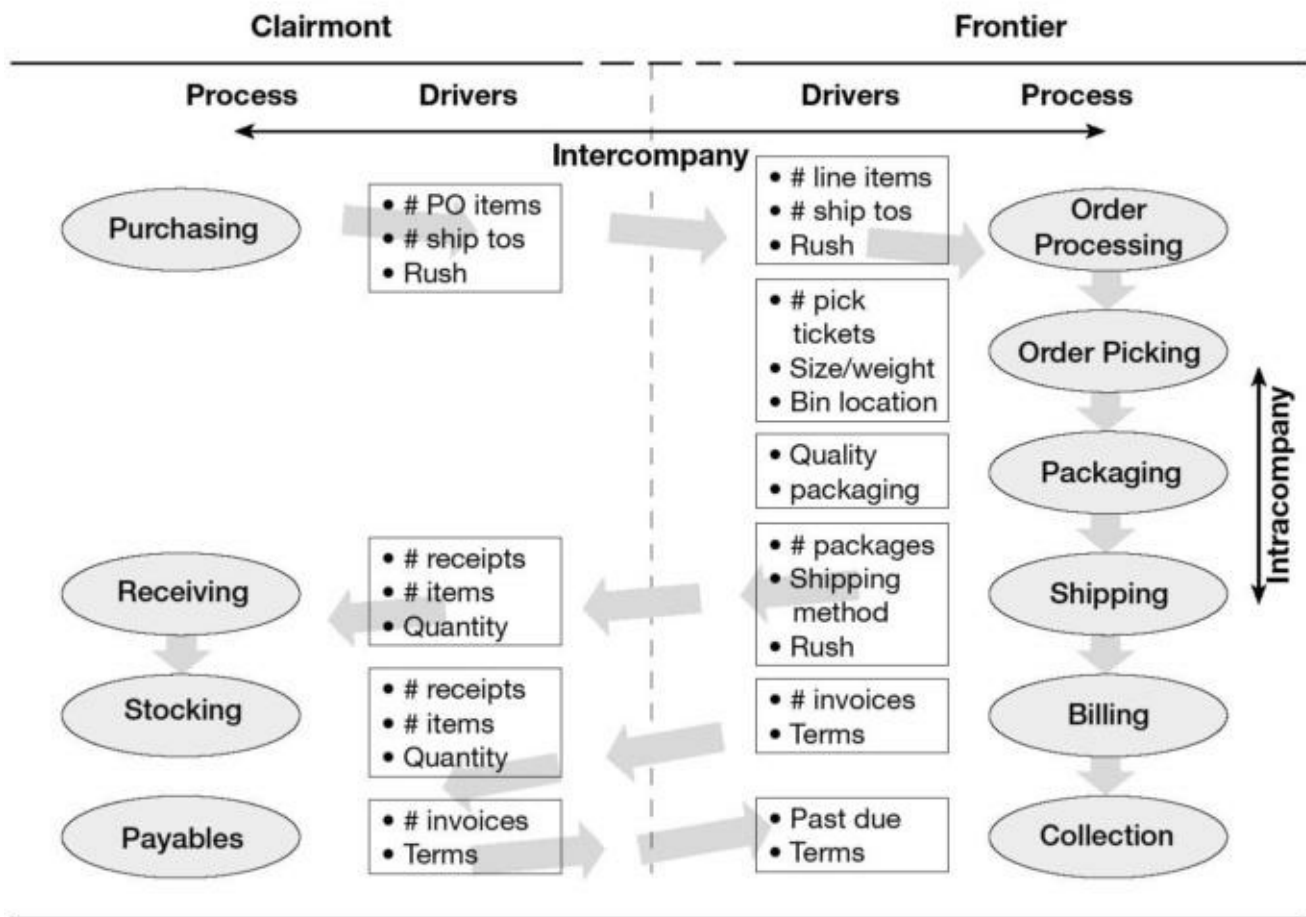 Clairmont
Frontier
Process
Drivers
Drivers
Process
Intercompany
Purchasing
• # PO items
• # ship tos
• Rush
• # line items
• # ship tos
• Rush
Order
Processing
• # pick
tickets
• Size/weight
• Bin location
Order Picking
• Quality
• packaging
Packaging
Intracompany
Receiving
• # receipts
• # items
• Quantity
• # packages
• Shipping
method
• Rush
Shipping
Stocking
• # receipts
• # items
• Quantity
• # invoices
• Terms
Billing
Payables
• # invoices
• Terms
• Past due
• Terms
Collection